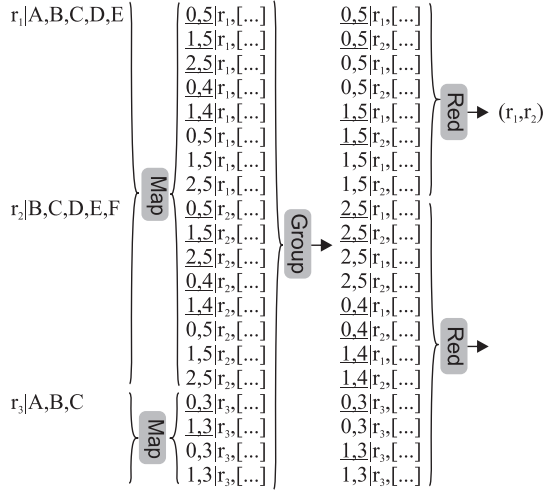 r₁|A,B,C,D,E
r₂|B,C,D,E,F
r₃|A,B,C
Map
Map
0,5|r₁,[...]
1,5|r₁,[...]
2,5|r₁,[...]
0,4|r₁,[...]
1,4|r₁,[...]
0,5|r₁,[...]
1,5|r₁,[...]
2,5|r₁,[...]
0,5|r₂,[...]
1,5|r₂,[...]
2,5|r₂,[...]
0,4|r₂,[...]
1,4|r₂,[...]
0,5|r₂,[...]
1,5|r₂,[...]
2,5|r₂,[...]
0,3|r₃,[...]
1,3|r₃,[...]
0,3|r₃,[...]
1,3|r₃,[...]
Group
0,5|r₁,[...]
0,5|r₂,[...]
0,5|r₁,[...]
0,5|r₂,[...]
1,5|r₁,[...]
1,5|r₂,[...]
1,5|r₁,[...]
1,5|r₂,[...]
2,5|r₁,[...]
2,5|r₂,[...]
2,5|r₁,[...]
2,5|r₂,[...]
0,4|r₁,[...]
0,4|r₂,[...]
1,4|r₁,[...]
1,4|r₂,[...]
0,3|r₃,[...]
0,3|r₃,[...]
1,3|r₃,[...]
1,3|r₃,[...]
Red
(r₁,r₂)
Red